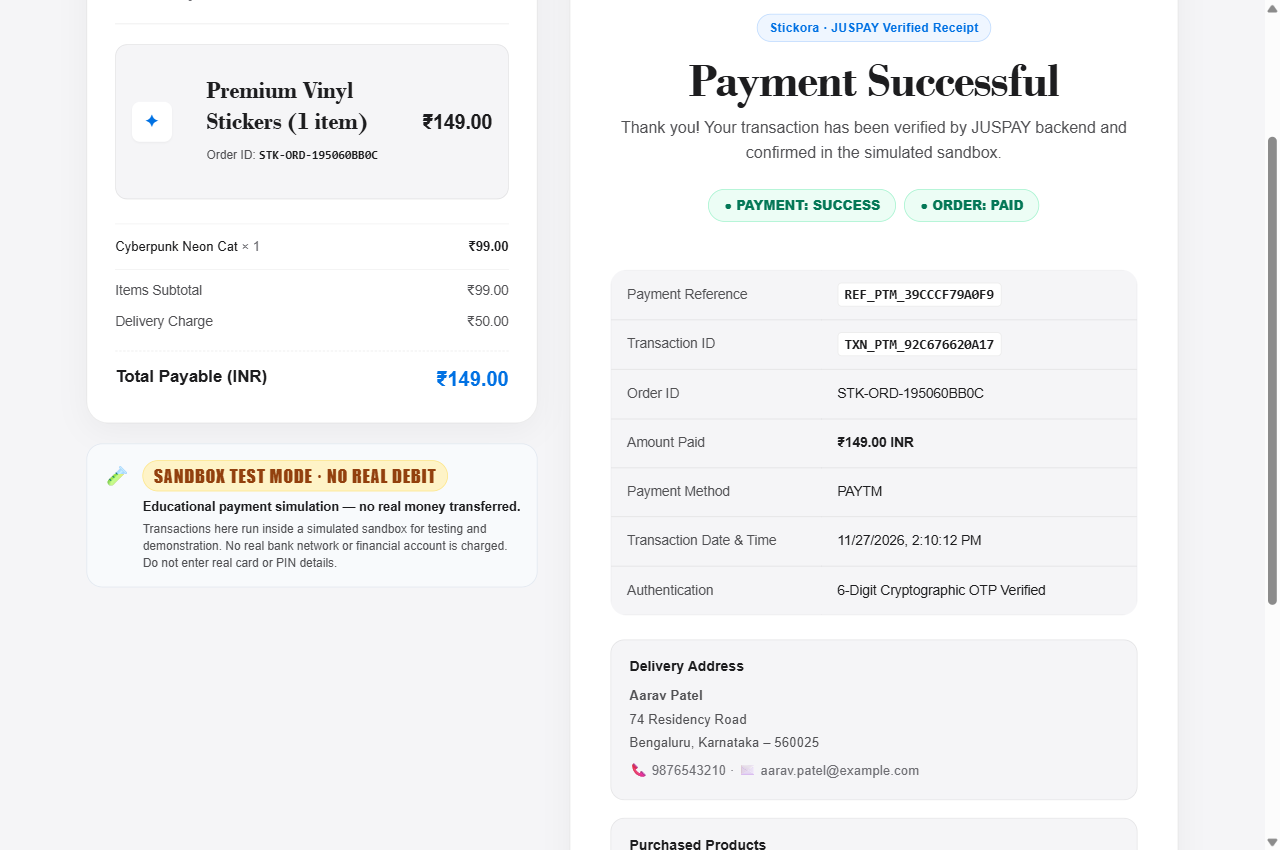 Premium Vinyl
Stickers (1 item)
₹149.00
Order ID: STK-ORD-195060BB0C
Cyberpunk Neon Cat × 1
₹99.00
Items Subtotal
₹99.00
Delivery Charge
₹50.00
Total Payable (INR)
₹149.00
SANDBOX TEST MODE · NO REAL DEBIT
Educational payment simulation — no real money transferred.
Transactions here run inside a simulated sandbox for testing and
demonstration. No real bank network or financial account is charged.
Do not enter real card or PIN details.
Stickora · JUSPAY Verified Receipt
Payment Successful
Thank you! Your transaction has been verified by JUSPAY backend and
confirmed in the simulated sandbox.
● PAYMENT: SUCCESS
● ORDER: PAID
Payment Reference
REF_PTM_39CCCF79A0F9
Transaction ID
TXN_PTM_92C676620A17
Order ID
STK-ORD-195060BB0C
Amount Paid
₹149.00 INR
Payment Method
PAYTM
Transaction Date & Time
11/27/2026, 2:10:12 PM
Authentication
6-Digit Cryptographic OTP Verified
Delivery Address
Aarav Patel
74 Residency Road
Bengaluru, Karnataka – 560025
9876543210 · aarav.patel@example.com
Purchased Products